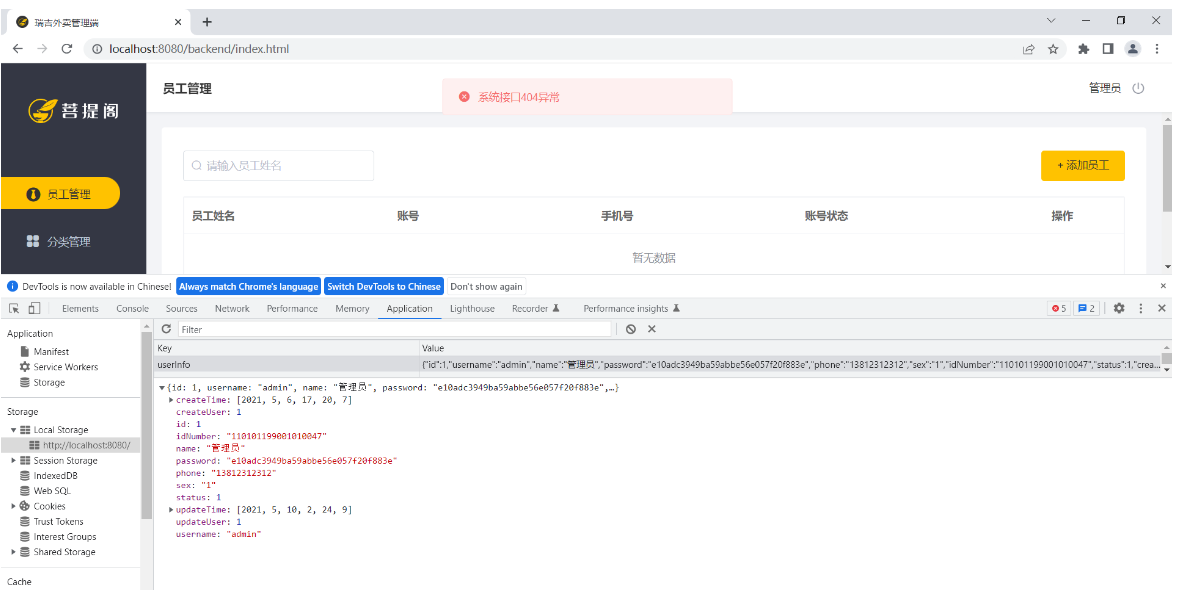 瑞吉外卖管理端
localhost:8080/backend/index.html
菩提阁
员工管理
系统接口404异常
管理员
请输入员工姓名
+ 添加员工
员工管理
分类管理
员工姓名 账号 手机号 账号状态 操作
暂无数据
DevTools is now available in Chinese! Always match Chrome's language Switch DevTools to Chinese Don't show again
Elements Console Sources Network Performance Memory Application Lighthouse Recorder Performance insights 5 2
Application
Manifest
Service Workers
Storage
Storage
Local Storage
http://localhost:8080/
Session Storage
IndexedDB
Web SQL
Cookies
Trust Tokens
Interest Groups
Shared Storage
Cache
Filter
Key Value
userInfo {"id":1,"username":"admin","name":"管理员","password":"e10adc3949ba59abbe56e057f20f883e","phone":"13812312312","sex":"1","idNumber":"110101199001010047","status":1,"crea...
{id: 1, username: "admin", name: "管理员", password: "e10adc3949ba59abbe56e057f20f883e",…}
createTime: [2021, 5, 6, 17, 20, 7]
createUser: 1
id: 1
idNumber: "110101199001010047"
name: "管理员"
password: "e10adc3949ba59abbe56e057f20f883e"
phone: "13812312312"
sex: "1"
status: 1
updateTime: [2021, 5, 10, 2, 24, 9]
updateUser: 1
username: "admin"